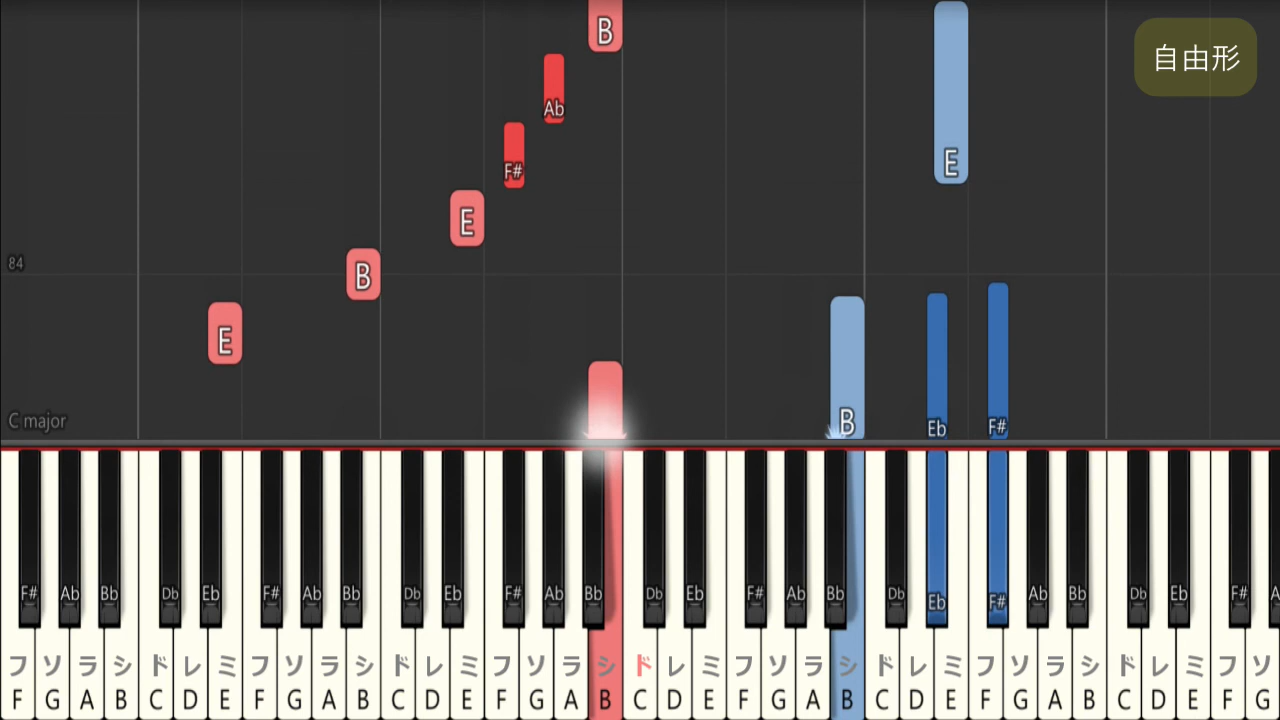 B
自由形
Ab
E
F#
E
84
B
E
C major
B Eb F#
F# Ab Bb Db Eb F# Ab Bb Db Eb F# Ab Bb Db Eb F# Ab Bb Db Eb F# Ab Bb Db Eb F# A
フ ソ ラ シ ド レ ミ フ ソ ラ シ ド レ ミ フ ソ ラ シ ド レ ミ フ ソ ラ シ ド レ ミ フ ソ ラ シ ド レ ミ フ ソ
F G A B C D E F G A B C D E F G A B C D E F G A B C D E F G A B C D E F G